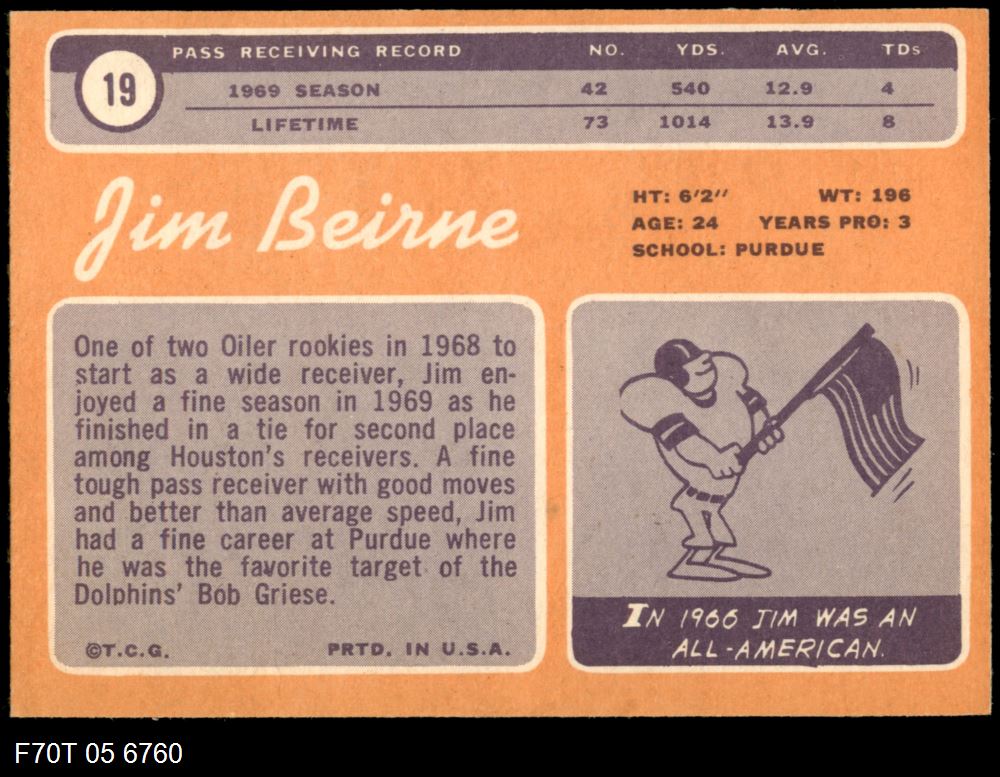 PASS RECEIVING RECORD NO. YDS. AVG. TDs
19
1969 SEASON 42 540 12.9 4
LIFETIME 73 1014 13.9 8
Jim Beirne
HT: 6'2" WT: 196
AGE: 24 YEARS PRO: 3
SCHOOL: PURDUE
One of two Oiler rookies in 1968 to
start as a wide receiver, Jim en-
joyed a fine season in 1969 as he
finished in a tie for second place
among Houston's receivers. A fine
tough pass receiver with good moves
and better than average speed, Jim
had a fine career at Purdue where
he was the favorite target of the
Dolphins' Bob Griese.
©T.C.G. PRTD. IN U.S.A.
IN 1966 JIM WAS AN
ALL-AMERICAN.
F70T 05 6760